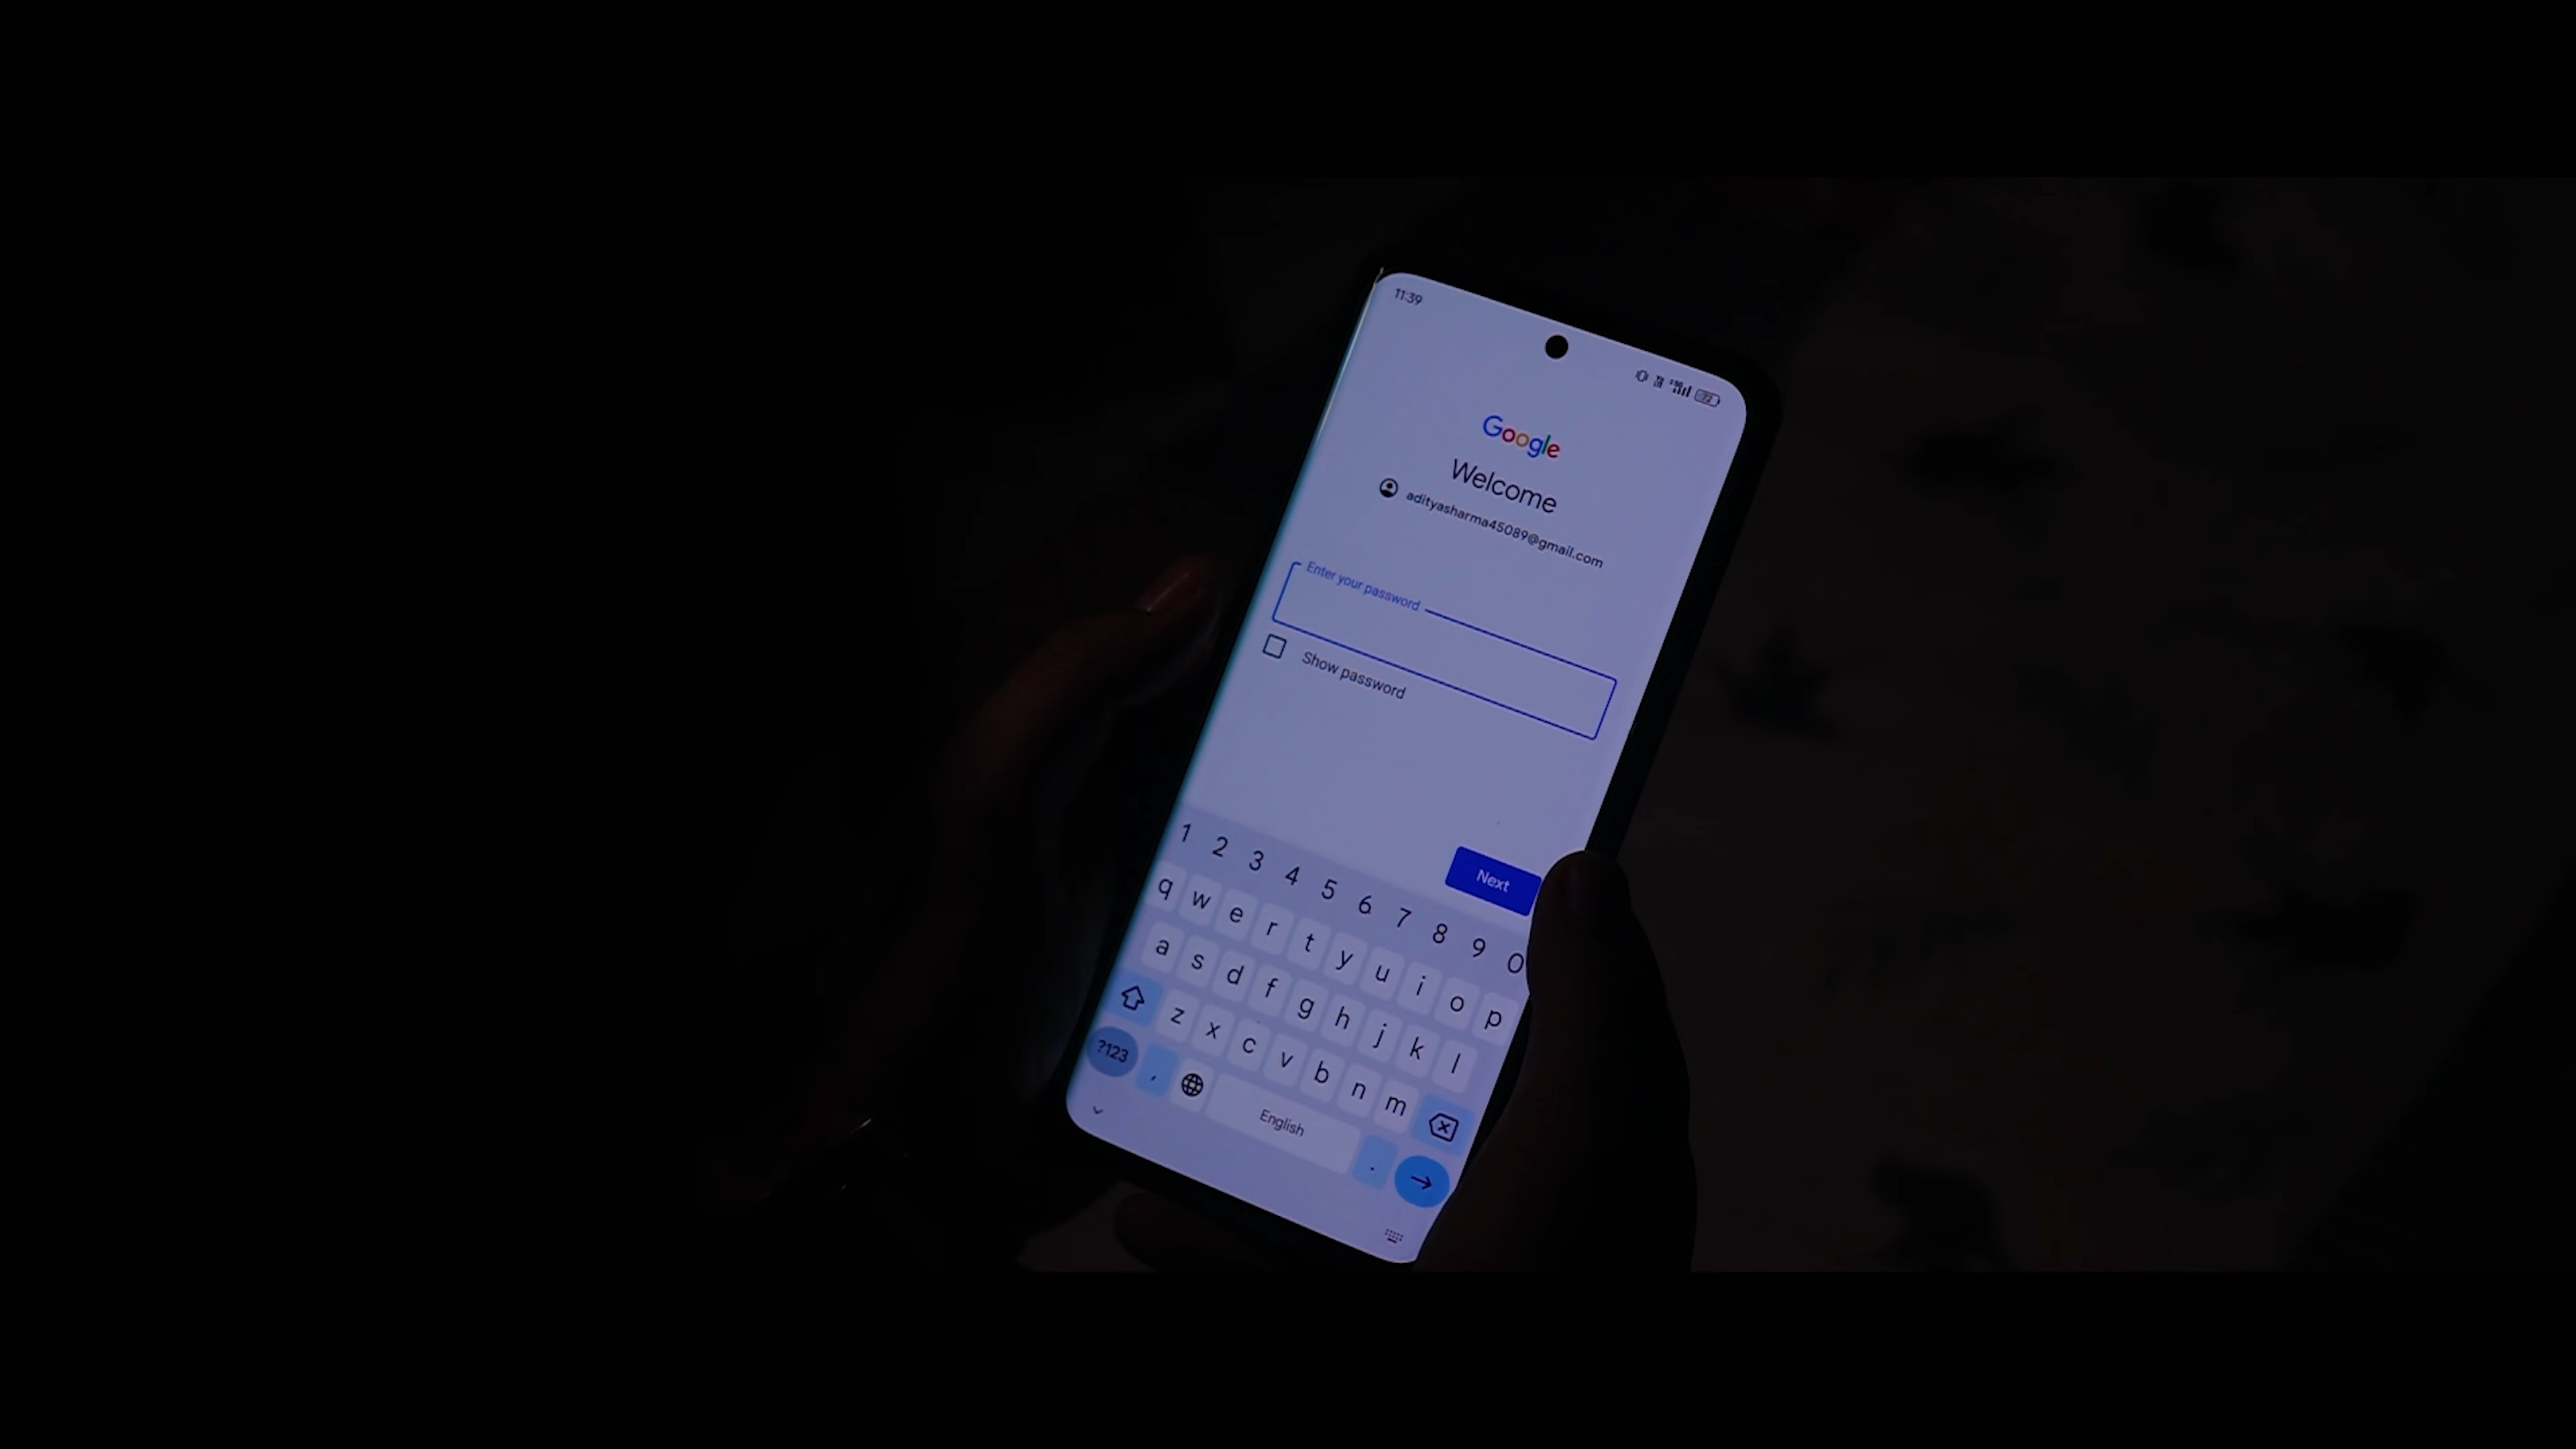 11:39
72
Google
Welcome
adityasharma45089@gmail.com
Enter your password
Show password
Next
1 2 3 4 5 6 7 8 9 0
q w e r t y u i o p
a s d f g h j k l
z x c v b n m
?123 , English .